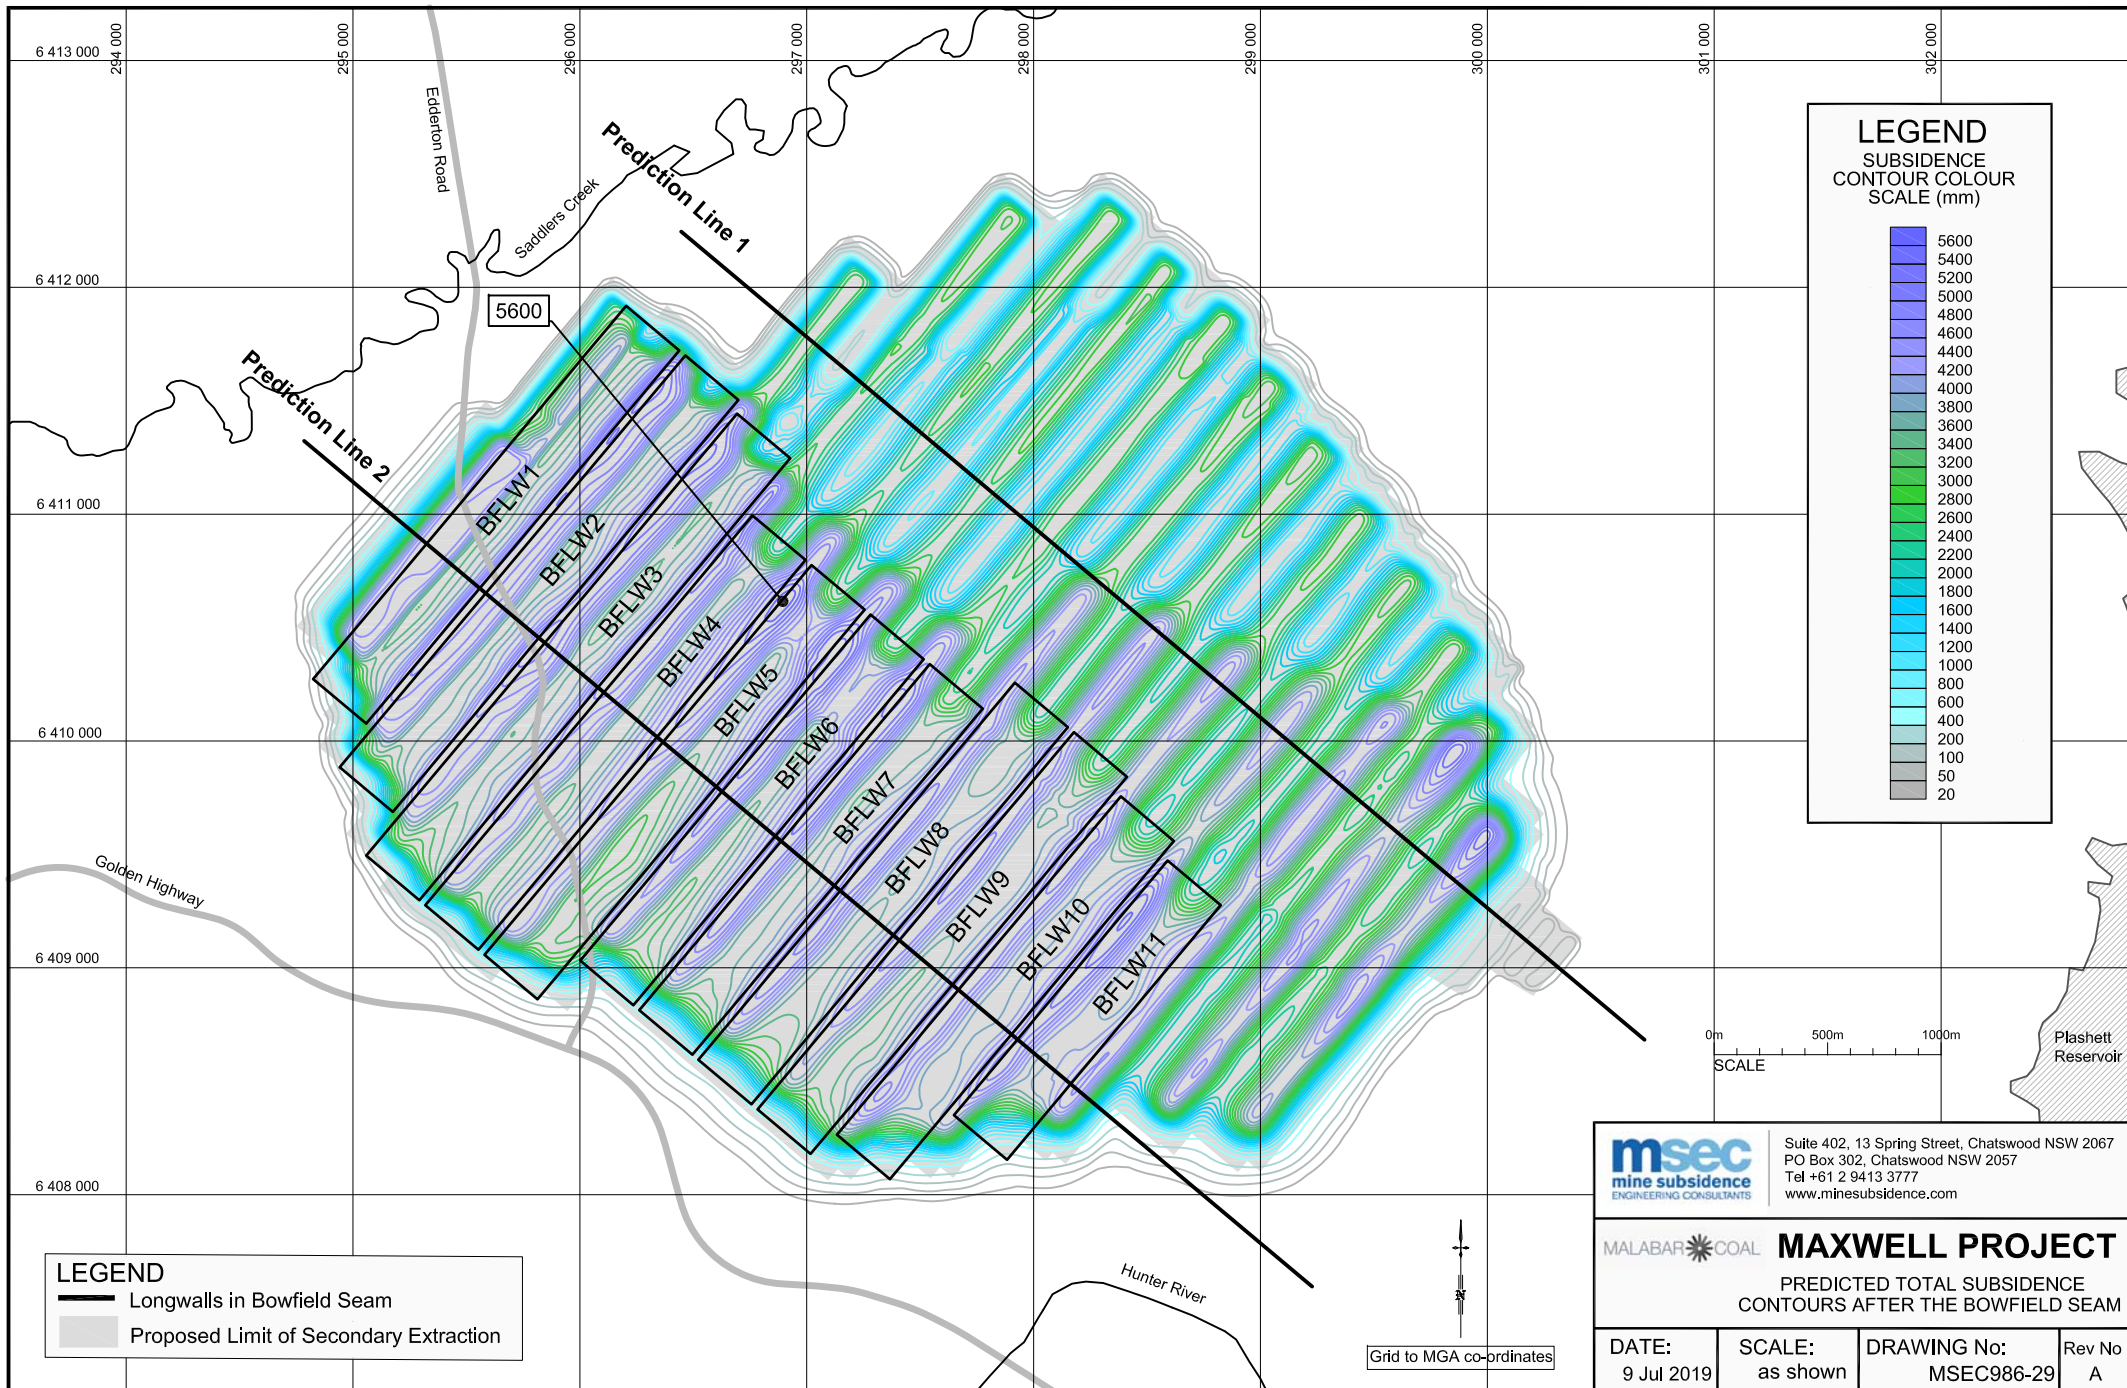 6 413 000
6 412 000
6 411 000
6 410 000
6 409 000
6 408 000
294 000
295 000
296 000
297 000
298 000
299 000
300 000
301 000
302 000
Edderton Road
Saddlers Creek
Prediction Line 1
Prediction Line 2
5600
BFLW1
BFLW2
BFLW3
BFLW4
BFLW5
BFLW6
BFLW7
BFLW8
BFLW9
BFLW10
BFLW11
Golden Highway
Hunter River
Plashett
Reservoir
LEGEND
SUBSIDENCE
CONTOUR COLOUR
SCALE (mm)
5600
5400
5200
5000
4800
4600
4400
4200
4000
3800
3600
3400
3200
3000
2800
2600
2400
2200
2000
1800
1600
1400
1200
1000
800
600
400
200
100
50
20
0m 500m 1000m
SCALE
LEGEND
Longwalls in Bowfield Seam
Proposed Limit of Secondary Extraction
N
Grid to MGA co-ordinates
msec
mine subsidence
ENGINEERING CONSULTANTS
Suite 402, 13 Spring Street, Chatswood NSW 2067
PO Box 302, Chatswood NSW 2057
Tel +61 2 9413 3777
www.minesubsidence.com
MALABAR COAL
MAXWELL PROJECT
PREDICTED TOTAL SUBSIDENCE
CONTOURS AFTER THE BOWFIELD SEAM
DATE:
9 Jul 2019
SCALE:
as shown
DRAWING No:
MSEC986-29
Rev No
A